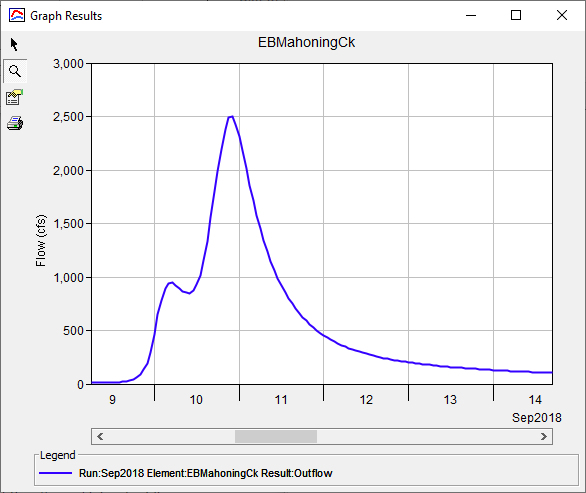 Graph Results
EBMahoningCk
3,000
2,500
2,000
1,500
1,000
500
0
Flow (cfs)
9 10 11 12 13 14
Sep2018
Legend
Run:Sep2018 Element:EBMahoningCk Result:Outflow